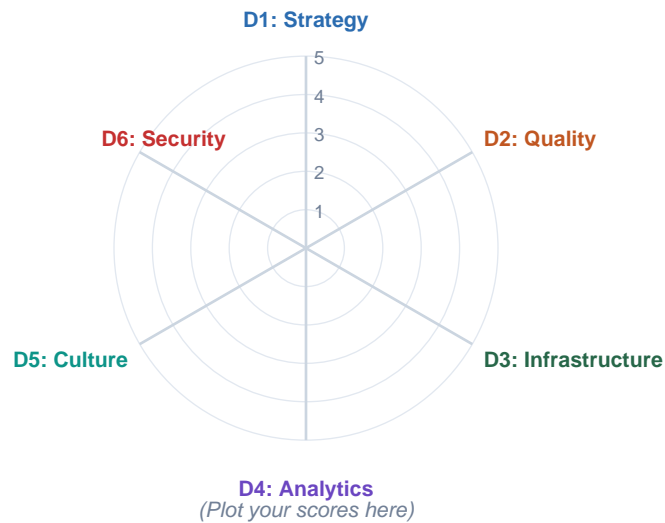 D1: Strategy
5
4
3
2
1
D6: Security
D2: Quality
D5: Culture
D3: Infrastructure
D4: Analytics
(Plot your scores here)